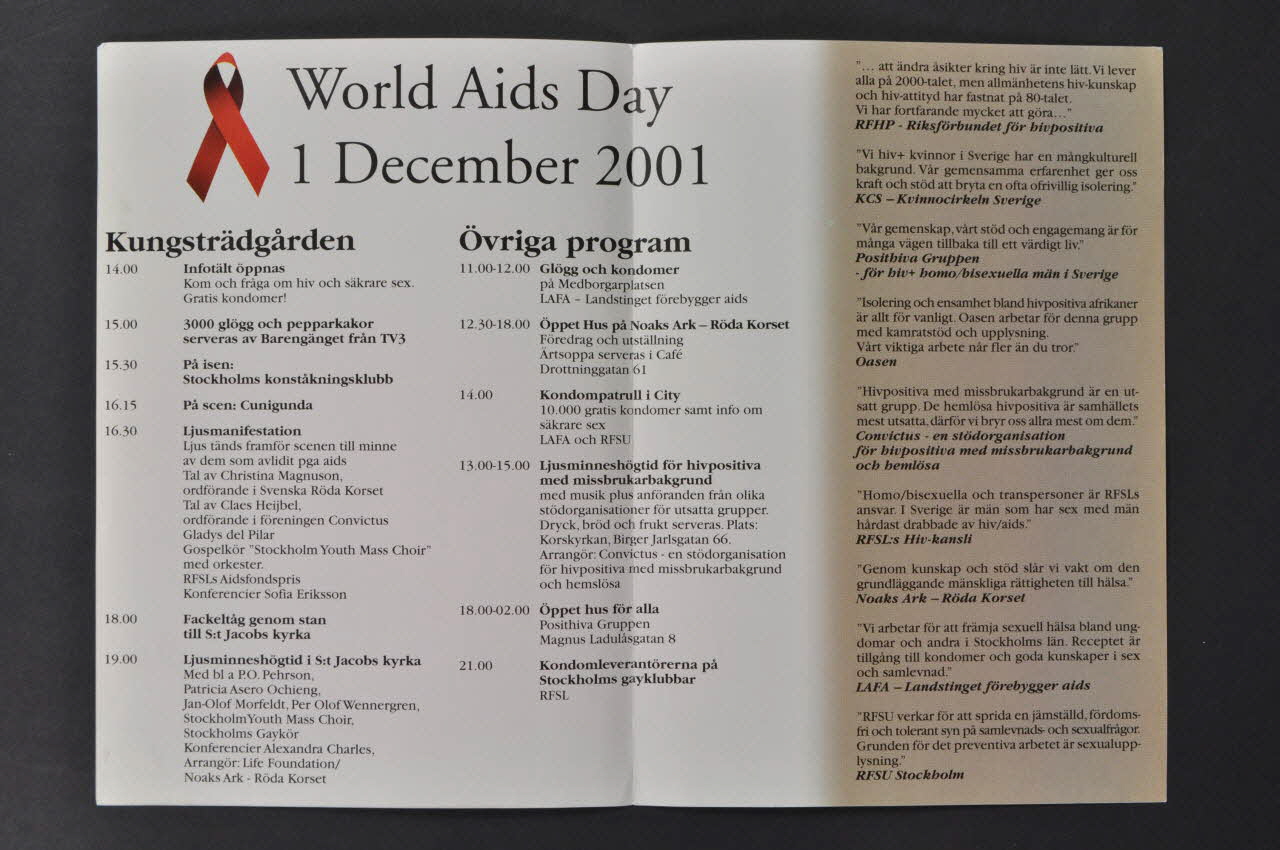 World Aids Day
1 December 2001
Kungsträdgården
14.00 Infotält öppnas
Kom och fråga om hiv och säkrare sex.
Gratis kondomer!
15.00 3000 glögg och pepparkakor
serveras av Barengänget från TV3
15.30 På isen:
Stockholms konståkningsklubb
16.15 På scen: Cunigunda
16.30 Ljusmanifestation
Ljus tänds framför scenen till minne
av dem som avlidit pga aids
Tal av Christina Magnuson,
ordförande i Svenska Röda Korset
Tal av Claes Heijbel,
ordförande i föreningen Convictus
Gladys del Pilar
Gospelkör "Stockholm Youth Mass Choir"
med orkester.
RFSLs Aidsfondspris
Konferencier Sofia Eriksson
18.00 Fackeltåg genom stan
till S:t Jacobs kyrka
19.00 Ljusminneshögtid i S:t Jacobs kyrka
Med bl a P.O. Pehrson,
Patricia Asero Ochieng,
Jan-Olof Morfeldt, Per Olof Wennergren,
StockholmYouth Mass Choir,
Stockholms Gaykör
Konferencier Alexandra Charles,
Arrangör: Life Foundation/
Noaks Ark - Röda Korset
Övriga program
11.00-12.00 Glögg och kondomer
på Medborgarplatsen
LAFA – Landstinget förebygger aids
12.30-18.00 Öppet Hus på Noaks Ark – Röda Korset
Föredrag och utställning
Ärtsoppa serveras i Café
Drottninggatan 61
14.00 Kondompatrull i City
10.000 gratis kondomer samt info om
säkrare sex
LAFA och RFSU
13.00-15.00 Ljusminneshögtid för hivpositiva
med missbrukarbakgrund
med musik plus anföranden från olika
stödorganisationer för utsatta grupper.
Dryck, bröd och frukt serveras. Plats:
Korskyrkan, Birger Jarlsgatan 66.
Arrangör: Convictus - en stödorganisation
för hivpositiva med missbrukarbakgrund
och hemslösa
18.00-02.00 Öppet hus för alla
Posithiva Gruppen
Magnus Ladulåsgatan 8
21.00 Kondomleverantörerna på
Stockholms gayklubbar
RFSL
"... att ändra åsikter kring hiv är inte lätt. Vi lever
alla på 2000-talet, men allmänhetens hiv-kunskap
och hiv-attityd har fastnat på 80-talet.
Vi har fortfarande mycket att göra..."
RFHP - Riksförbundet för hivpositiva
"Vi hiv+ kvinnor i Sverige har en mångkulturell
bakgrund. Vår gemensamma erfarenhet ger oss
kraft och stöd att bryta en ofta ofrivillig isolering."
KCS – Kvinnocirkeln Sverige
"Vår gemenskap, vårt stöd och engagemang är för
många vägen tillbaka till ett värdigt liv."
Posithiva Gruppen
- för hiv+ homo/bisexuella män i Sverige
"Isolering och ensamhet bland hivpositiva afrikaner
är allt för vanligt. Oasen arbetar för denna grupp
med kamratstöd och upplysning.
Vårt viktiga arbete når fler än du tror."
Oasen
"Hivpositiva med missbrukarbakgrund är en ut-
satt grupp. De hemlösa hivpositiva är samhällets
mest utsatta, därför vi bryr oss allra mest om dem."
Convictus - en stödorganisation
för hivpositiva med missbrukarbakgrund
och hemlösa
"Homo/bisexuella och transpersoner är RFSLs
ansvar. I Sverige är män som har sex med män
hårdast drabbade av hiv/aids."
RFSL:s Hiv-kansli
"Genom kunskap och stöd slår vi vakt om den
grundläggande mänskliga rättigheten till hälsa."
Noaks Ark – Röda Korset
"Vi arbetar för att främja sexuell hälsa bland ung-
domar och andra i Stockholms län. Receptet är
tillgång till kondomer och goda kunskaper i sex
och samlevnad."
LAFA – Landstinget förebygger aids
"RFSU verkar för att sprida en jämställd, fördoms-
fri och tolerant syn på samlevnads- och sexualfrågor.
Grunden för det preventiva arbetet är sexualupp-
lysning."
RFSU Stockholm